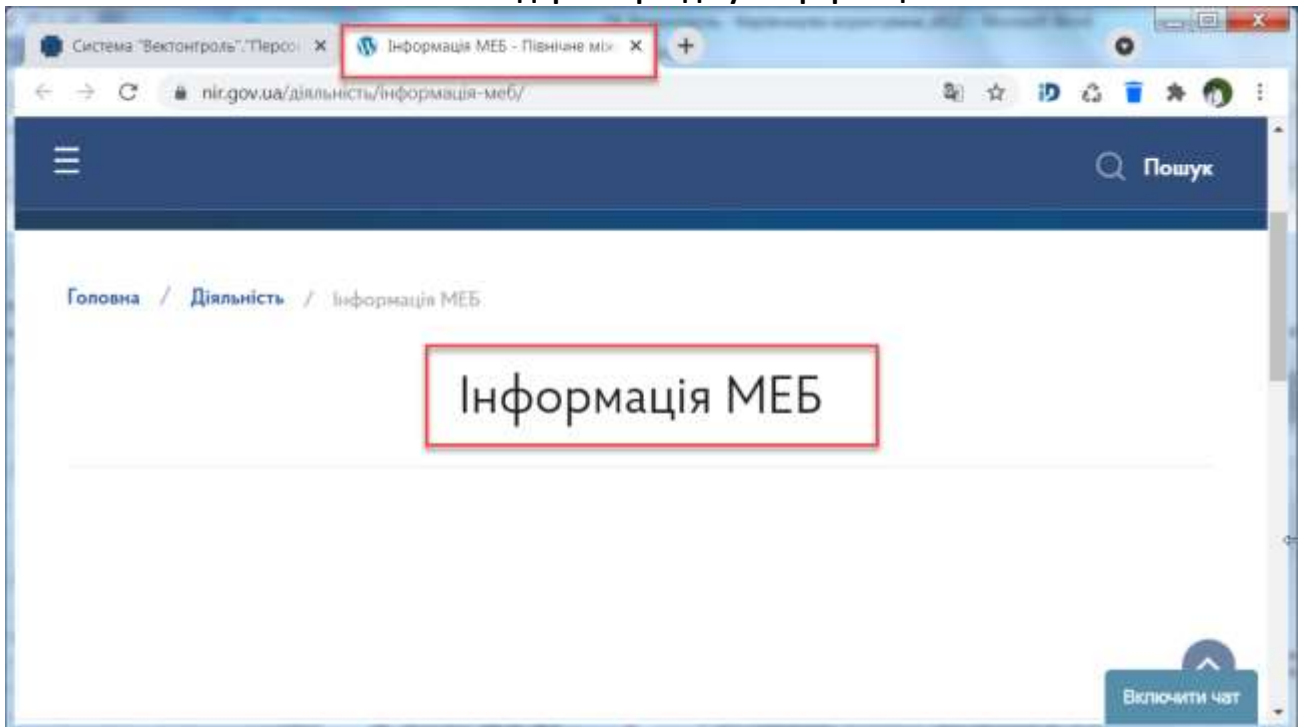 Система "Вектонтроль"."Персо
Інформація МЕБ - Північне між
nir.gov.ua/діяльність/інформація-меб/
Пошук
Головна / Діяльність / Інформація МЕБ
Інформація МЕБ
Включити чат